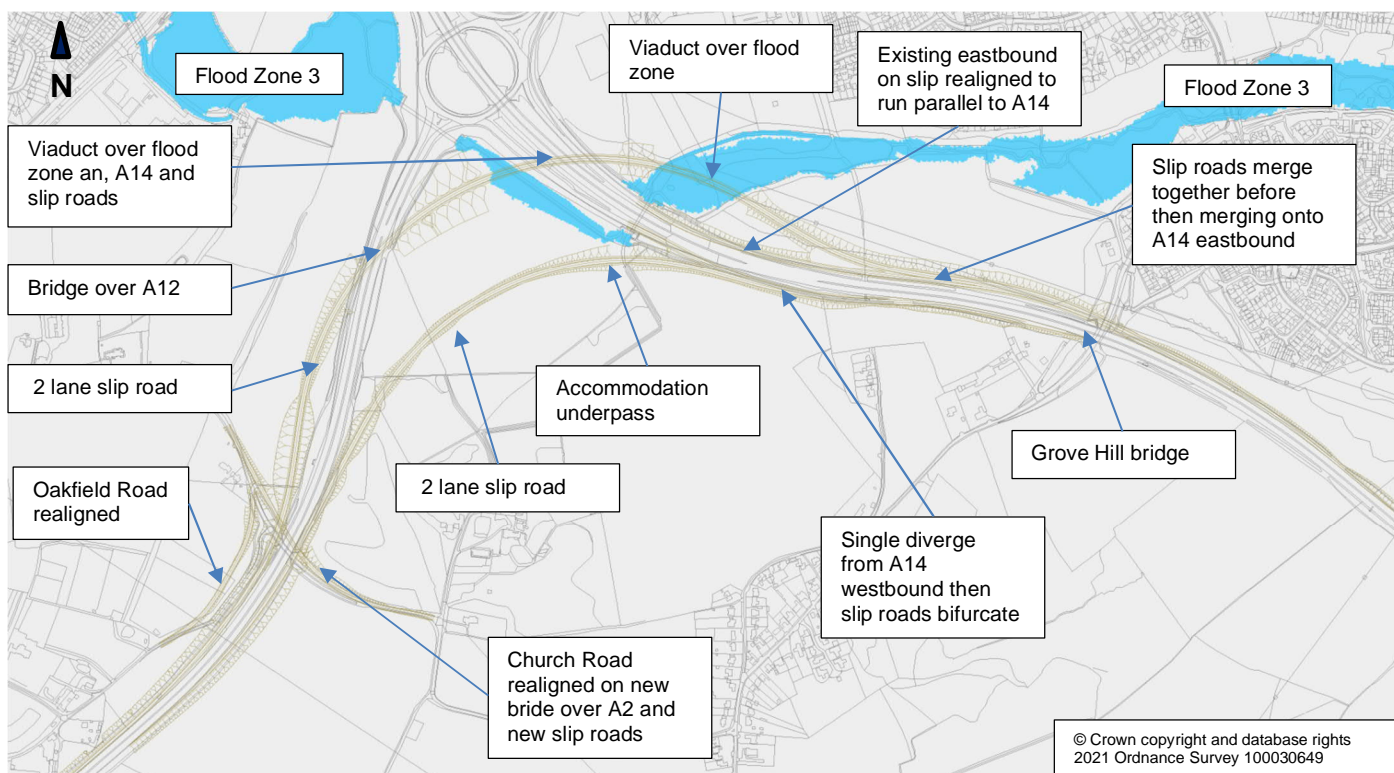 N
Flood Zone 3
Viaduct over flood
zone
Existing eastbound
on slip realigned to
run parallel to A14
Flood Zone 3
Viaduct over flood
zone an, A14 and
slip roads
Slip roads merge
together before
then merging onto
A14 eastbound
Bridge over A12
2 lane slip road
Accommodation
underpass
Grove Hill bridge
Oakfield Road
realigned
2 lane slip road
Single diverge
from A14
westbound then
slip roads bifurcate
Church Road
realigned on new
bride over A2 and
new slip roads
© Crown copyright and database rights
2021 Ordnance Survey 100030649